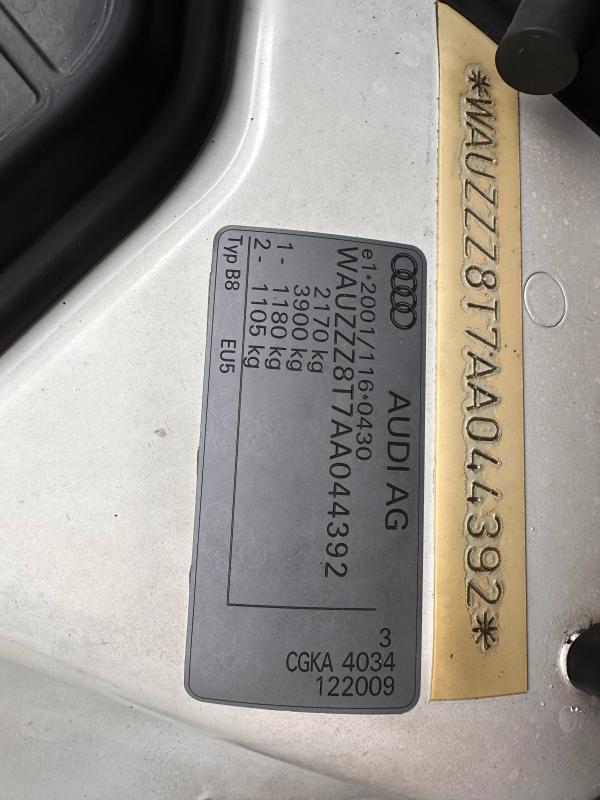 *WAUZZZ8T7AA044392*
AUDI AG
e1*2001/116*0430
WAUZZZ8T7AA044392
2170 kg
3900 kg
1- 1180 kg
2- 1105 kg
Typ B8 EU5
3
CGKA 4034
122009